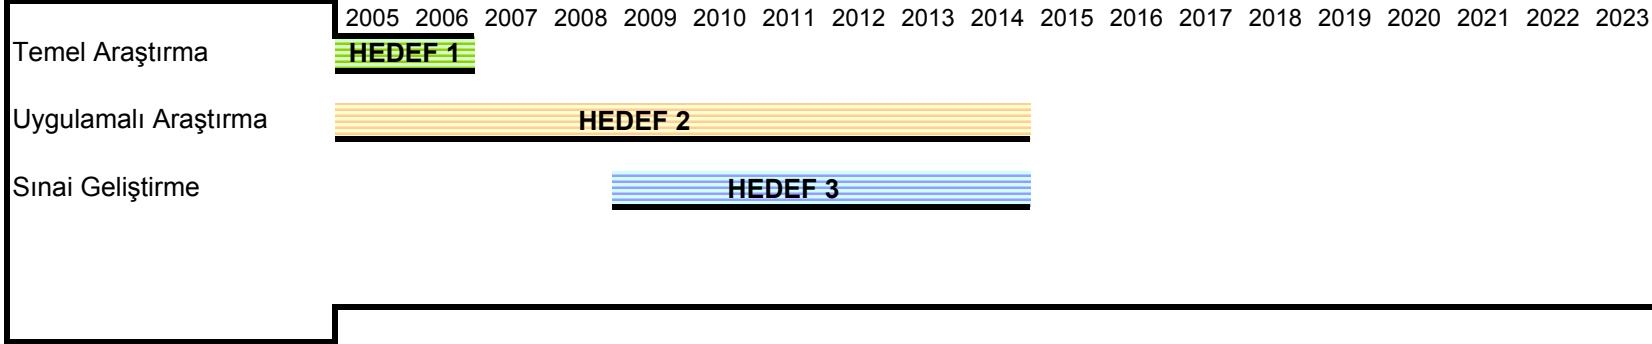 2005 2006 2007 2008 2009 2010 2011 2012 2013 2014 2015 2016 2017 2018 2019 2020 2021 2022 2023
Temel Araştırma HEDEF 1
Uygulamalı Araştırma HEDEF 2
Sınai Geliştirme HEDEF 3